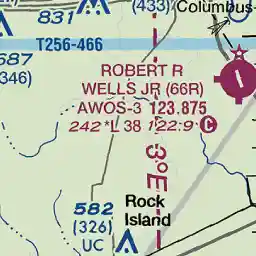 (433)
Columbus
831
T256-466
687
(346)
ROBERT R
WELLS JR (66R)
AWOS-3 123.875
242 *L 38 122.9 C
3°E
582
(326)
UC
Rock
Island